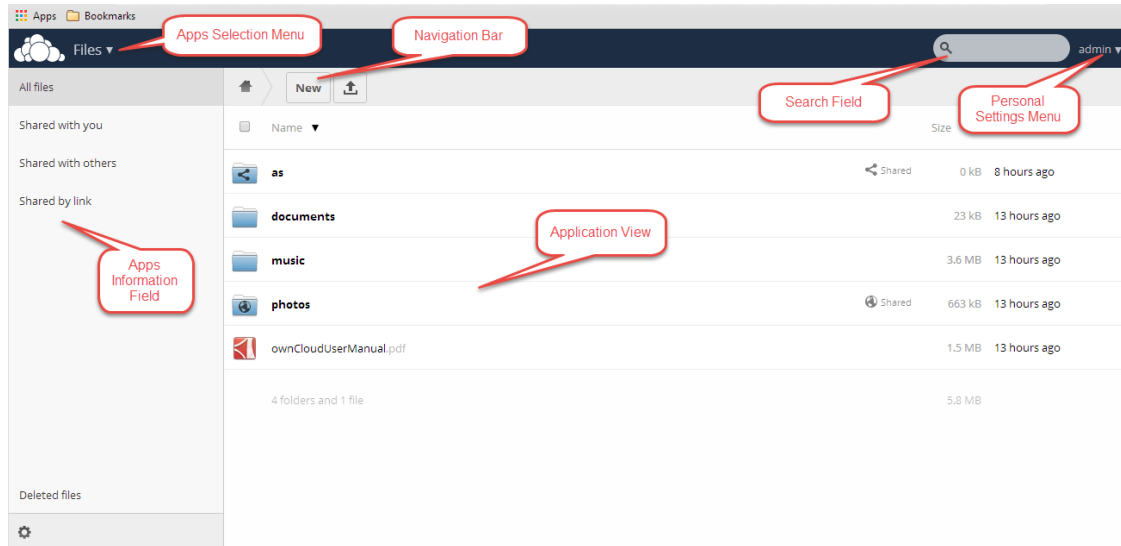 Apps Bookmarks
Files ▾
Apps Selection Menu
Navigation Bar
admin ▾
All files
New
Search Field
Personal
Settings Menu
Shared with you
Name ▼
Size
Shared with others
as
Shared
0 kB
8 hours ago
Shared by link
documents
23 kB
13 hours ago
Application View
music
3.6 MB
13 hours ago
Apps
Information
Field
photos
Shared
663 kB
13 hours ago
ownCloudUserManual.pdf
1.5 MB
13 hours ago
4 folders and 1 file
5.8 MB
Deleted files